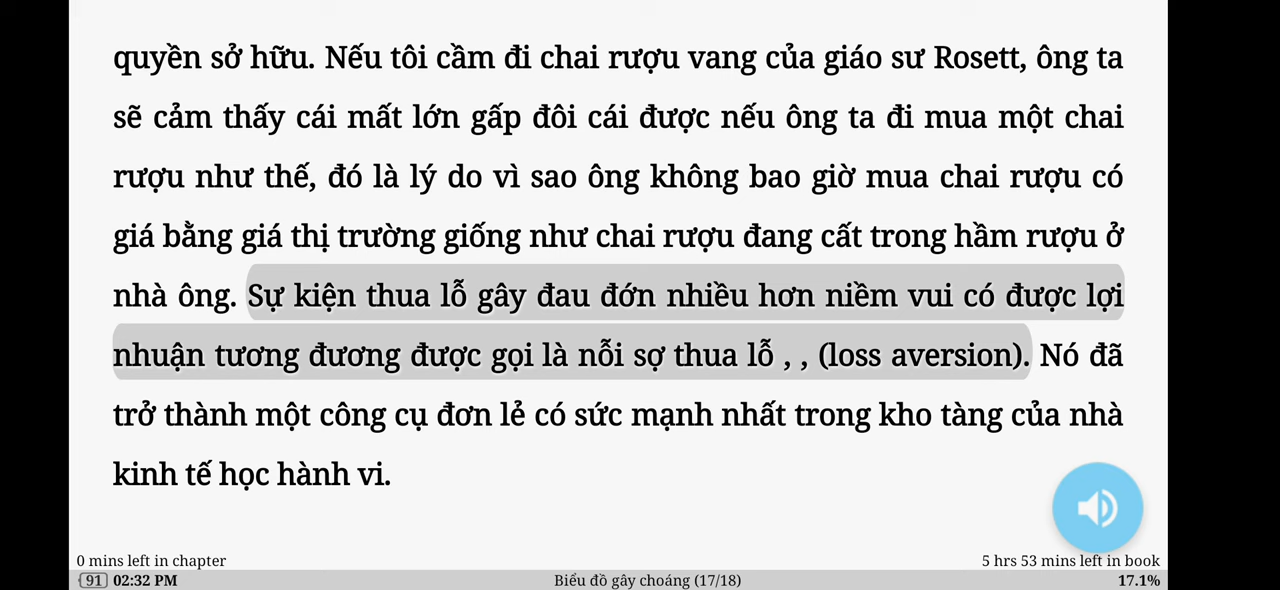 quyền sở hữu. Nếu tôi cầm đi chai rượu vang của giáo sư Rosett, ông ta
sẽ cảm thấy cái mất lớn gấp đôi cái được nếu ông ta đi mua một chai
rượu như thế, đó là lý do vì sao ông không bao giờ mua chai rượu có
giá bằng giá thị trường giống như chai rượu đang cất trong hầm rượu ở
nhà ông. Sự kiện thua lỗ gây đau đớn nhiều hơn niềm vui có được lợi
nhuận tương đương được gọi là nỗi sợ thua lỗ , , (loss aversion). Nó đã
trở thành một công cụ đơn lẻ có sức mạnh nhất trong kho tàng của nhà
kinh tế học hành vi.
0 mins left in chapter
5 hrs 53 mins left in book
91 02:32 PM
Biểu đồ gây choáng (17/18)
17.1%